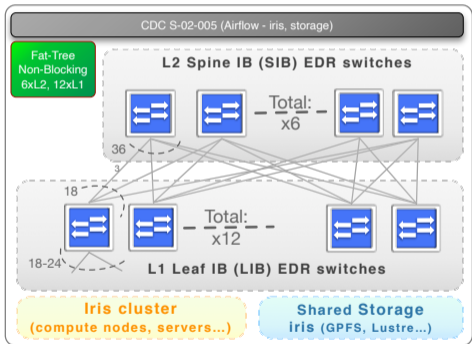 CDC S-02-005 (Airflow - iris, storage)
Fat-Tree
Non-Blocking
6xL2, 12xL1
L2 Spine IB (SIB) EDR switches
Total:
x6
36
3
18
Total:
x12
18-24
L1 Leaf IB (LIB) EDR switches
Iris cluster
(compute nodes, servers...)
Shared Storage
iris (GPFS, Lustre...)